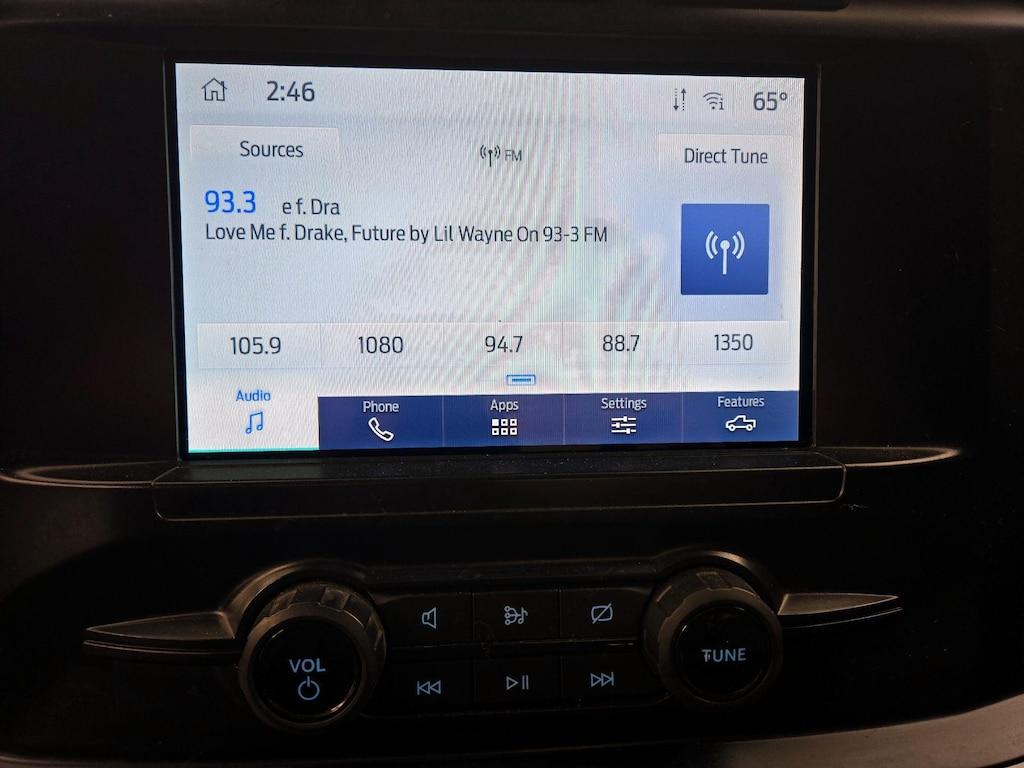 2:46 65°
Sources FM Direct Tune
93.3 e f. Dra
Love Me f. Drake, Future by Lil Wayne On 93-3 FM
105.9 1080 94.7 88.7 1350
Audio Phone Apps Settings Features
VOL TUNE